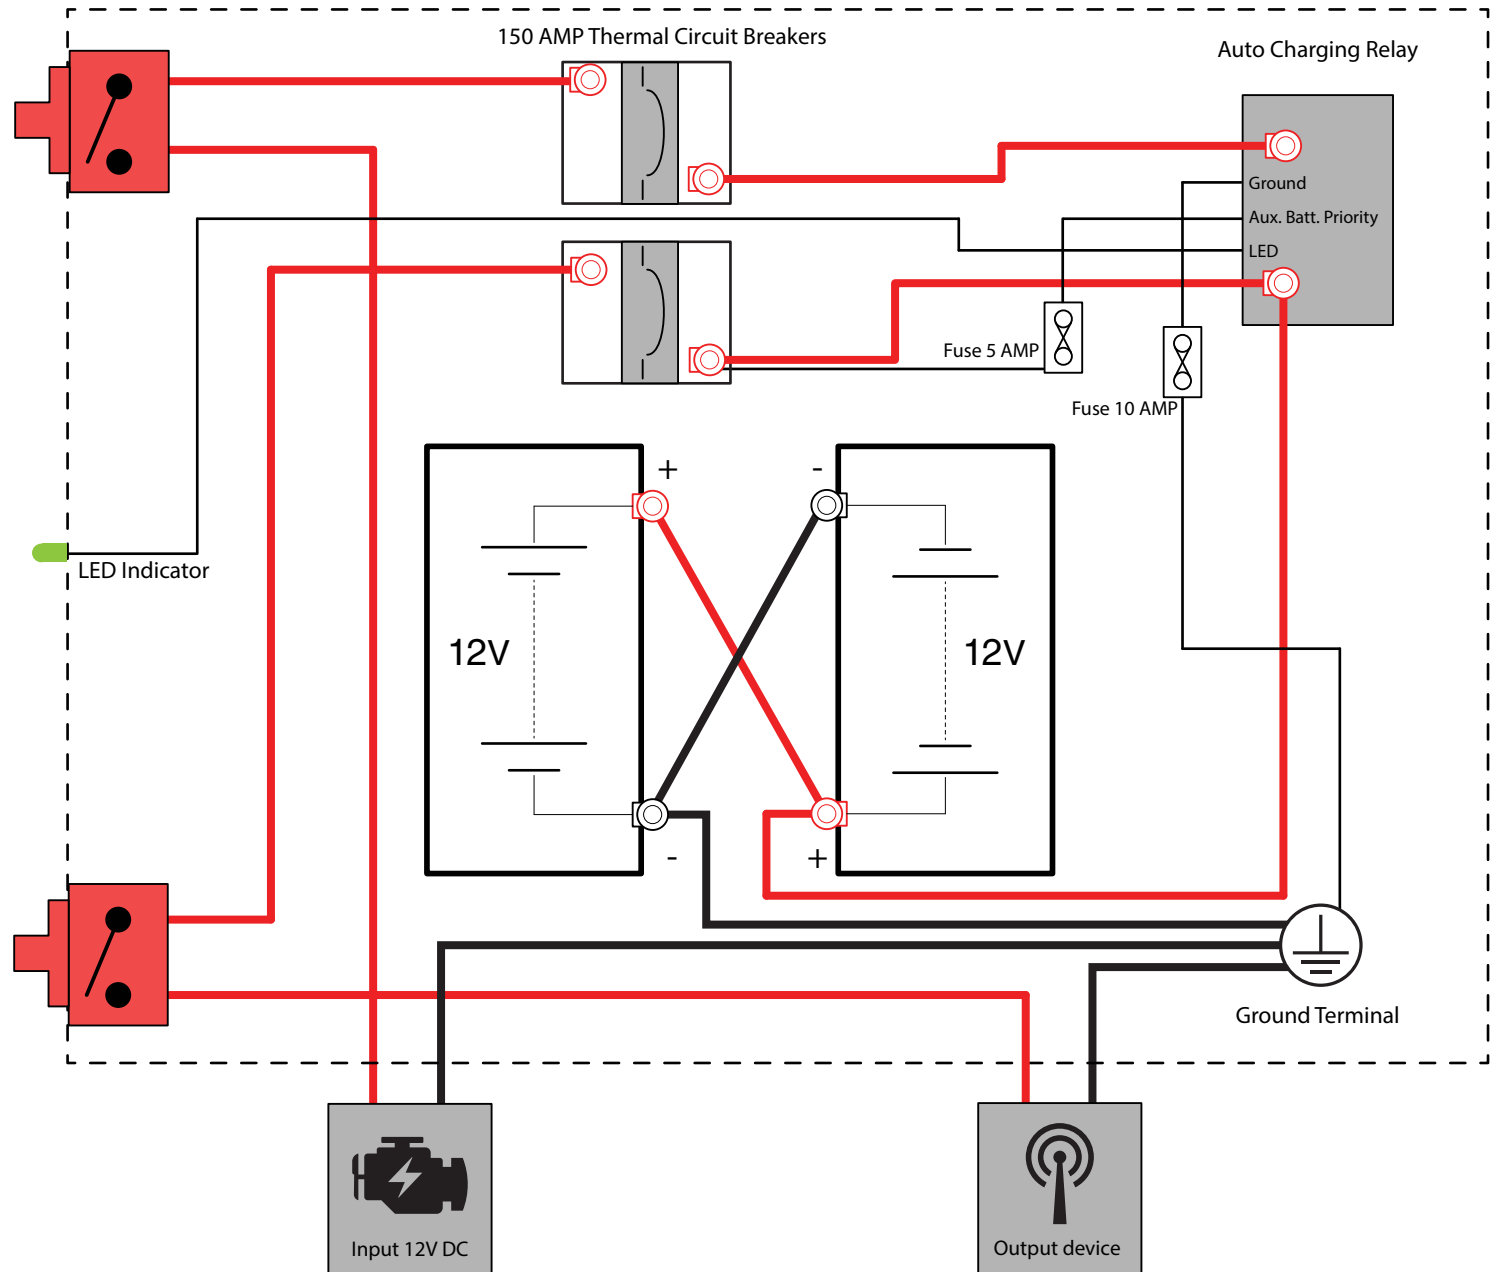 150 AMP Thermal Circuit Breakers
Auto Charging Relay
Ground
Aux. Batt. Priority
LED
Fuse 5 AMP
Fuse 10 AMP
+
-
LED Indicator
12V
12V
-
+
Ground Terminal
Input 12V DC
Output device